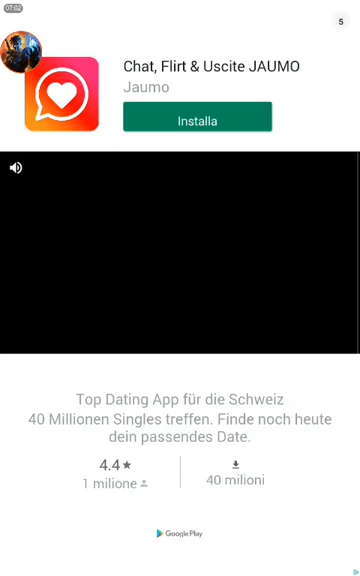 07:02
5
Chat, Flirt & Uscite JAUMO
Jaumo
Installa
Top Dating App für die Schweiz
40 Millionen Singles treffen. Finde noch heute
dein passendes Date.
4.4★
1 milione
40 milioni
Google Play